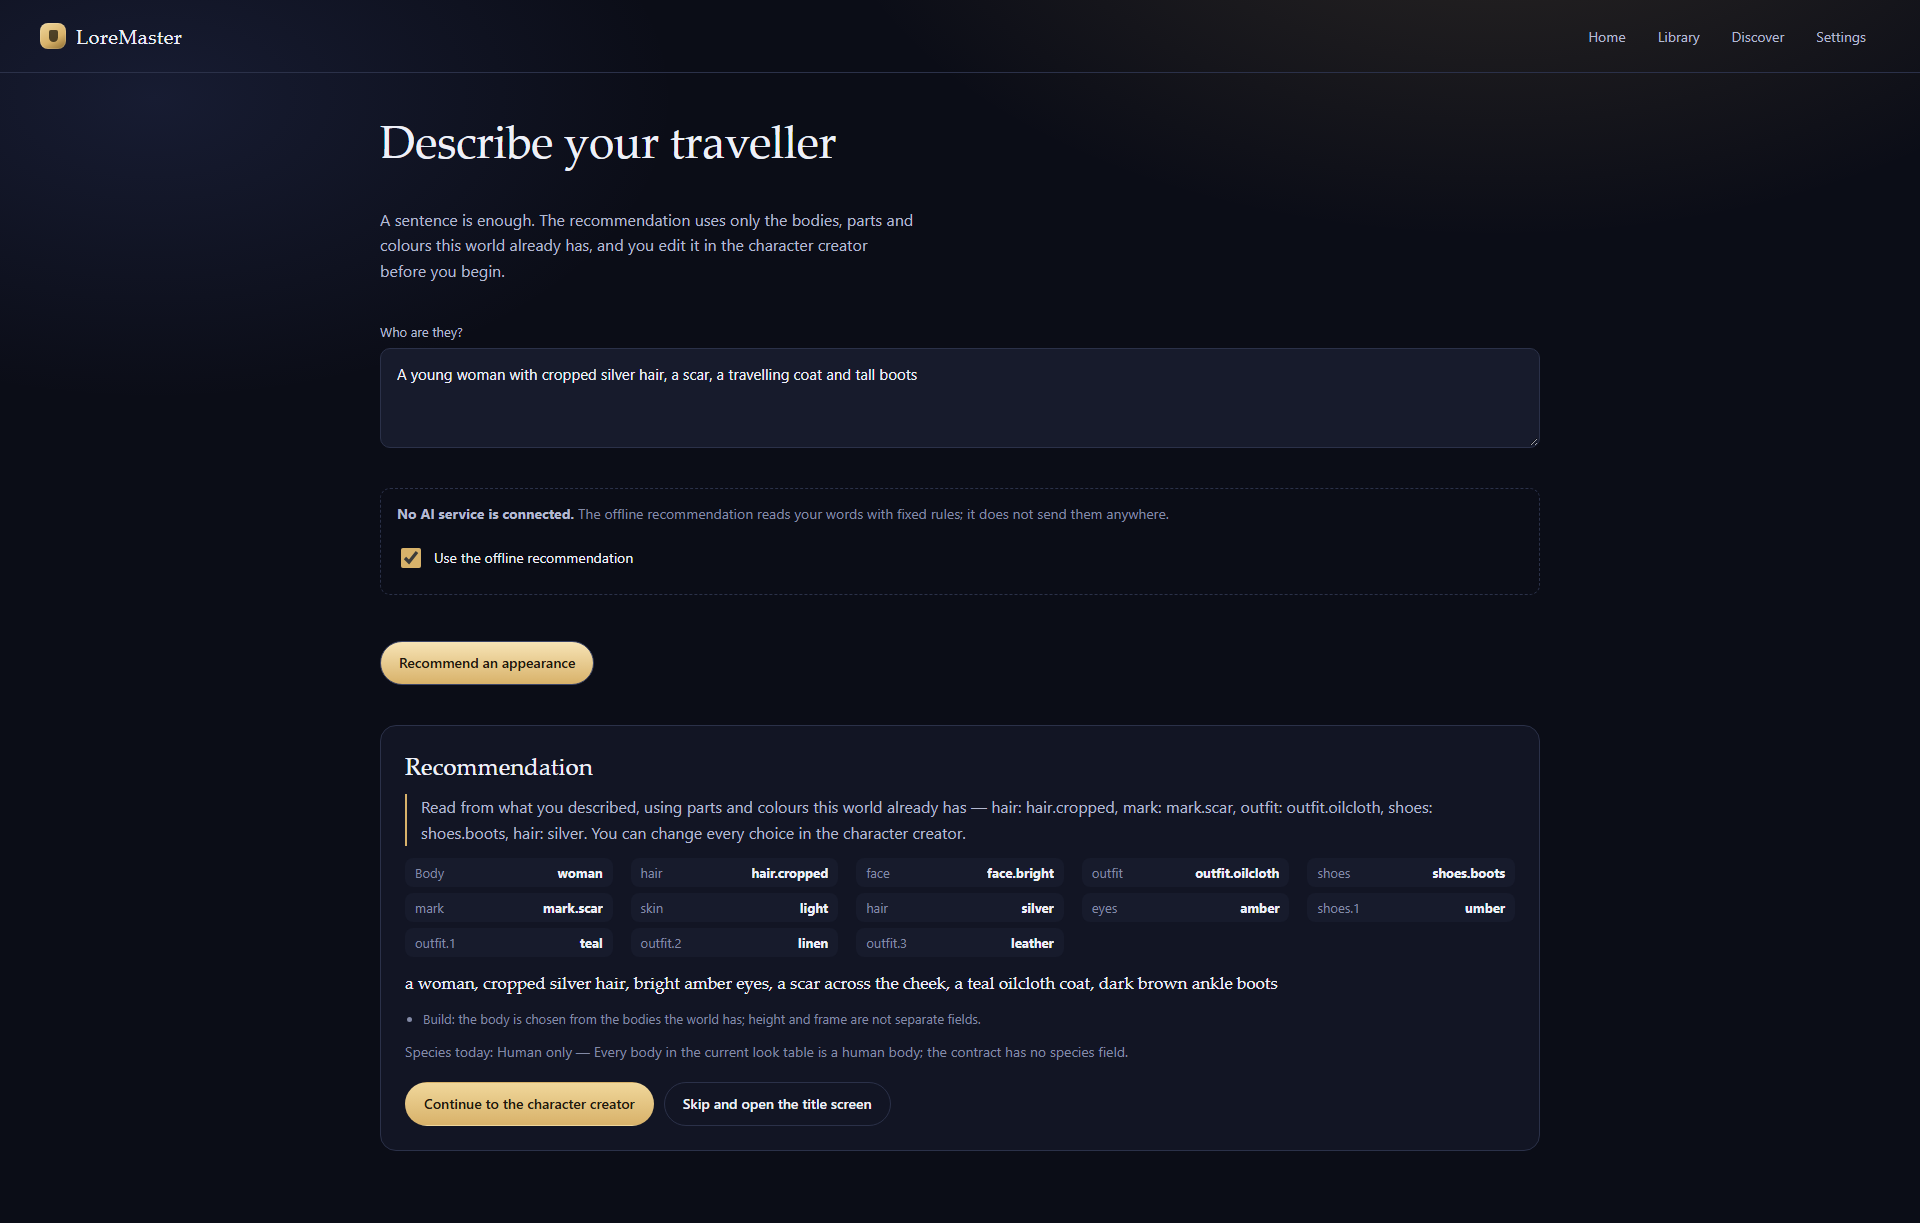 LoreMaster
Home Library Discover Settings
Describe your traveller
A sentence is enough. The recommendation uses only the bodies, parts and
colours this world already has, and you edit it in the character creator
before you begin.
Who are they?
A young woman with cropped silver hair, a scar, a travelling coat and tall boots
No AI service is connected. The offline recommendation reads your words with fixed rules; it does not send them anywhere.
Use the offline recommendation
Recommend an appearance
Recommendation
Read from what you described, using parts and colours this world already has — hair: hair.cropped, mark: mark.scar, outfit: outfit.oilcloth, shoes:
shoes.boots, hair: silver. You can change every choice in the character creator.
Body woman hair hair.cropped face face.bright outfit outfit.oilcloth shoes shoes.boots
mark mark.scar skin light hair silver eyes amber shoes.1 umber
outfit.1 teal outfit.2 linen outfit.3 leather
a woman, cropped silver hair, bright amber eyes, a scar across the cheek, a teal oilcloth coat, dark brown ankle boots
• Build: the body is chosen from the bodies the world has; height and frame are not separate fields.
Species today: Human only — Every body in the current look table is a human body; the contract has no species field.
Continue to the character creator Skip and open the title screen